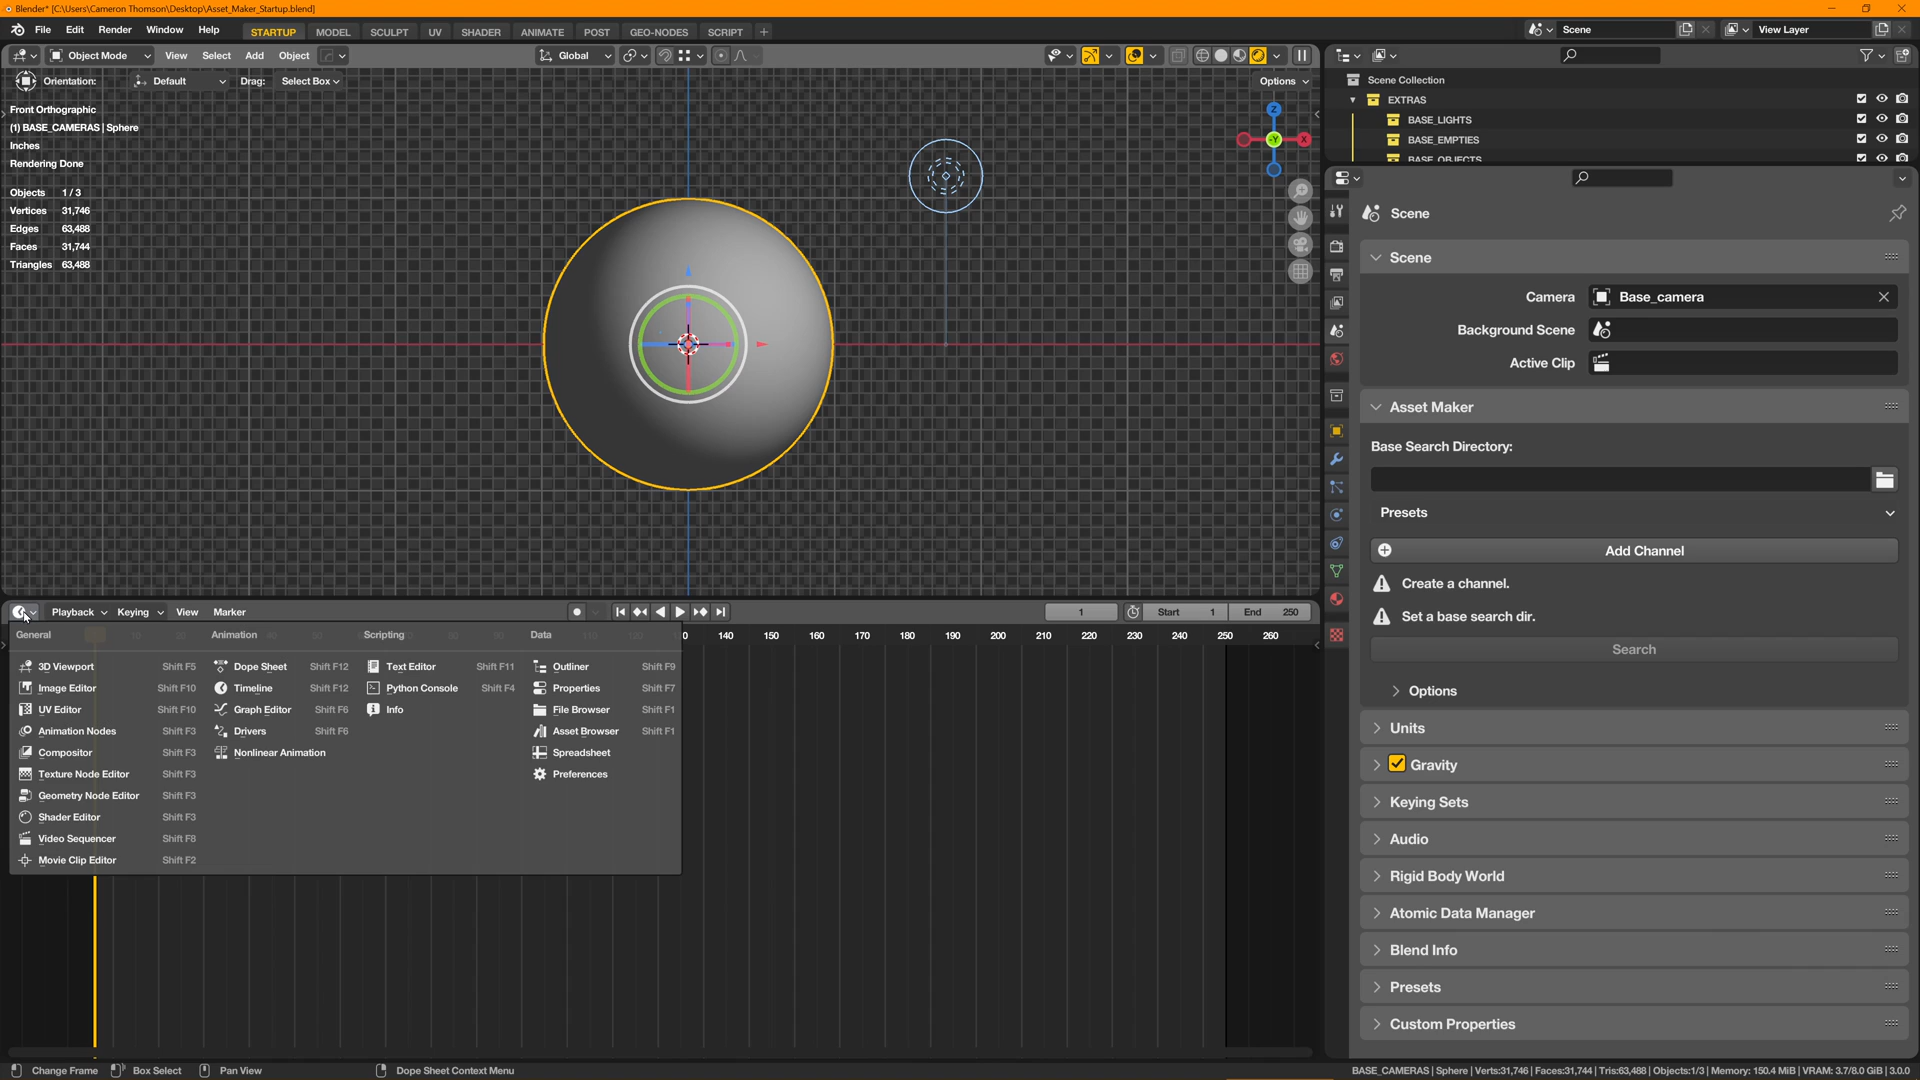 Blender* [C:\Users\Cameron Thomson\Desktop\Asset_Maker_Startup.blend]
File Edit Render Window Help STARTUP MODEL SCULPT UV SHADER ANIMATE POST GEO-NODES SCRIPT Scene View Layer
Object Mode View Select Add Object Global
Orientation: Default Drag: Select Box Options
Front Orthographic
(1) BASE_CAMERAS | Sphere
Inches
Rendering Done
Objects 1 / 3
Vertices 31,746
Edges 63,488
Faces 31,744
Triangles 63,488
Z
-Y
X
Scene Collection
EXTRAS
BASE_LIGHTS
BASE_EMPTIES
BASE_OBJECTS
Scene
Scene
Camera Base_camera
Background Scene
Active Clip
Asset Maker
Base Search Directory:
Presets
Add Channel
Create a channel.
Set a base search dir.
Search
Options
Units
Gravity
Keying Sets
Audio
Rigid Body World
Atomic Data Manager
Blend Info
Presets
Custom Properties
Playback Keying View Marker 1 Start 1 End 250
General Animation Scripting Data
140 150 160 170 180 190 200 210 220 230 240 250 260
3D Viewport Shift F5 Dope Sheet Shift F12 Text Editor Shift F11 Outliner Shift F9
Image Editor Shift F10 Timeline Shift F12 Python Console Shift F4 Properties Shift F7
UV Editor Shift F10 Graph Editor Shift F6 Info File Browser Shift F1
Animation Nodes Shift F3 Drivers Shift F6 Asset Browser Shift F1
Compositor Shift F3 Nonlinear Animation Spreadsheet
Texture Node Editor Shift F3 Preferences
Geometry Node Editor Shift F3
Shader Editor Shift F3
Video Sequencer Shift F8
Movie Clip Editor Shift F2
Change Frame Box Select Pan View Dope Sheet Context Menu
BASE_CAMERAS | Sphere | Verts:31,746 | Faces:31,744 | Tris:63,488 | Objects:1/3 | Memory: 150.4 MiB | VRAM: 3.7/8.0 GiB | 3.0.0